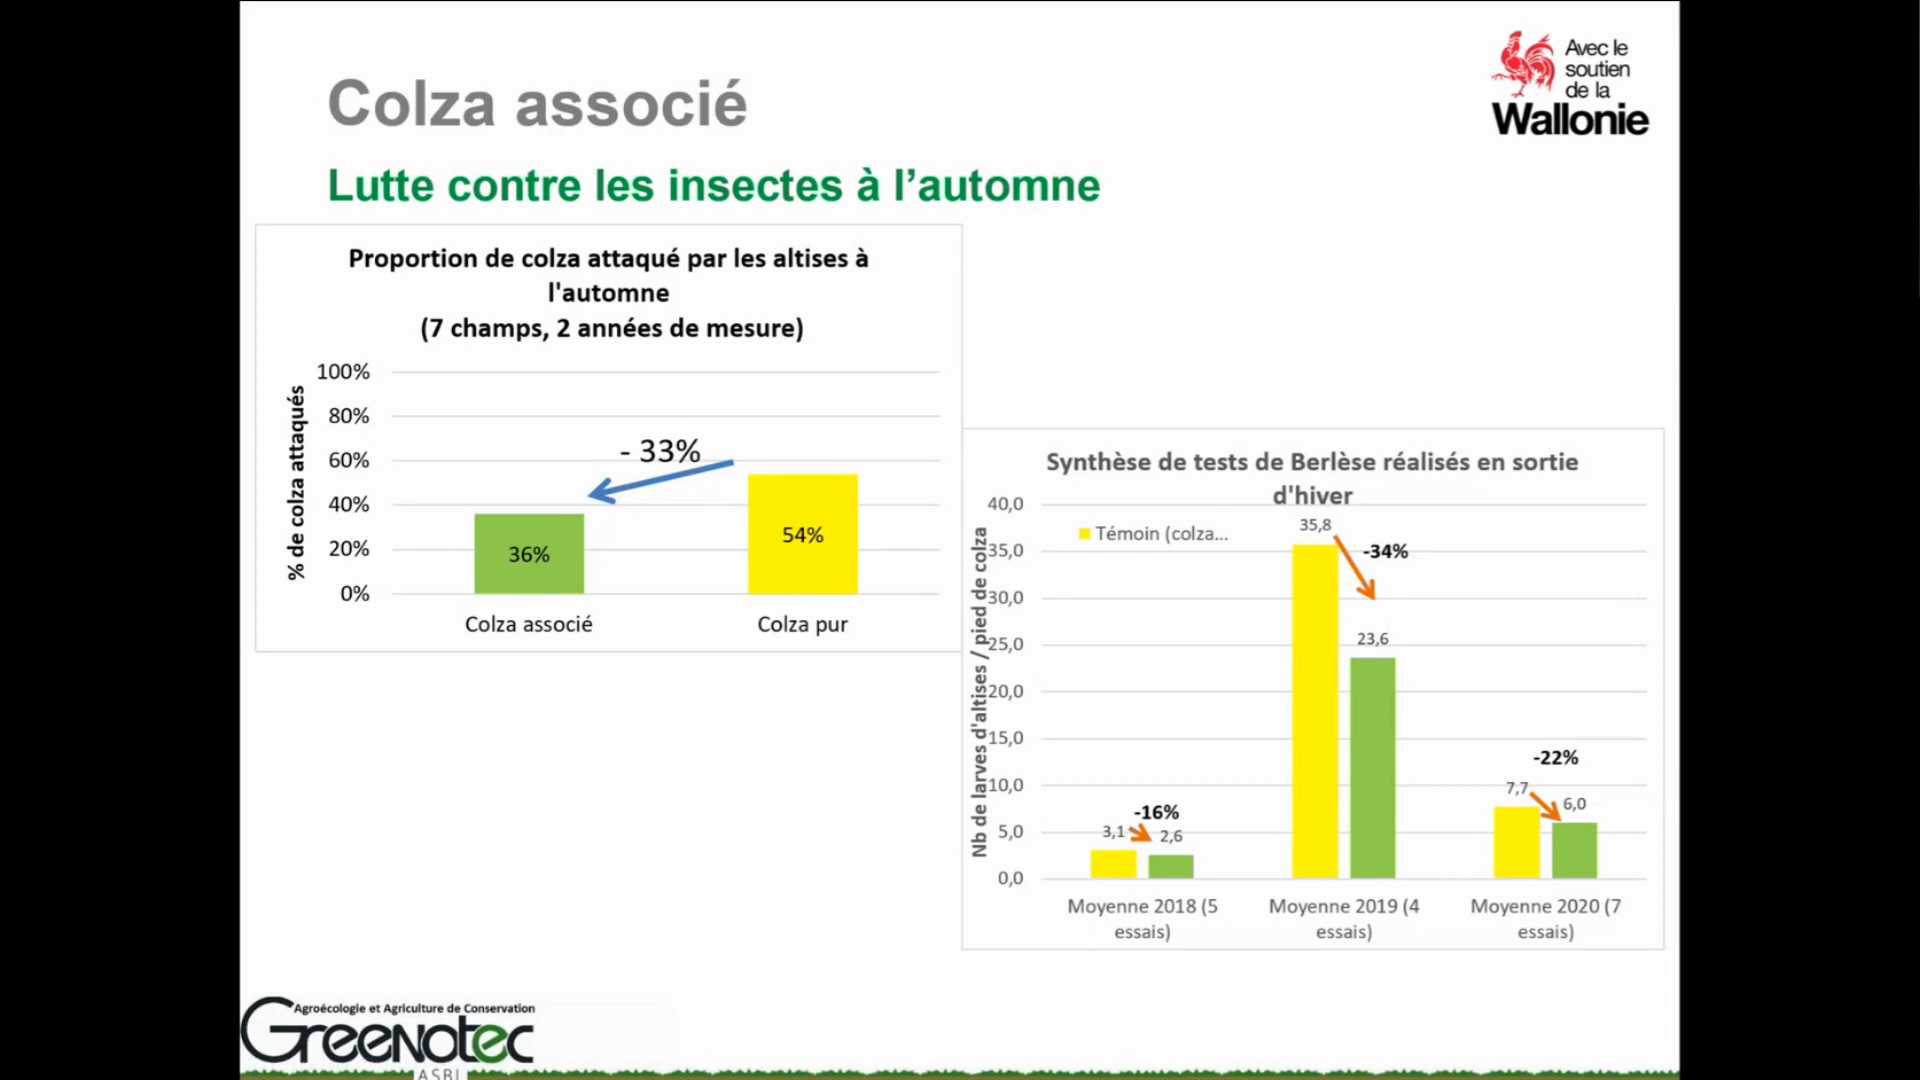 Colza associé
Avec le
soutien
de la
Wallonie
Lutte contre les insectes à l’automne
Proportion de colza attaqué par les altises à
l'automne
(7 champs, 2 années de mesure)
% de colza attaqués
100%
80%
60%
40%
20%
0%
- 33%
36%
54%
Colza associé
Colza pur
Synthèse de tests de Berlèse réalisés en sortie
d'hiver
Nb de larves d'altises / pied de colza
40,0
35,0
30,0
25,0
20,0
15,0
10,0
5,0
0,0
Témoin (colza...
35,8
-34%
23,6
-16%
3,1
2,6
-22%
7,7
6,0
Moyenne 2018 (5
essais)
Moyenne 2019 (4
essais)
Moyenne 2020 (7
essais)
Agroécologie et Agriculture de Conservation
Greenotec
ASBL